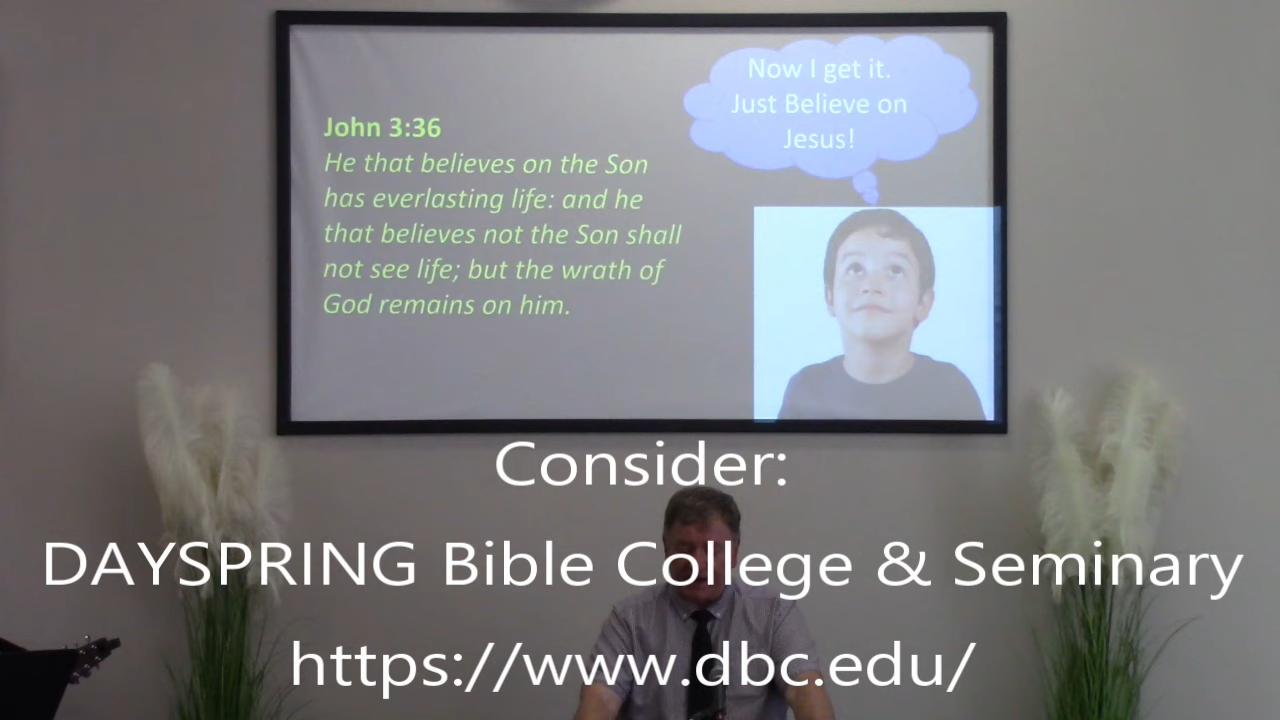 Now I get it.
Just Believe on
Jesus!
John 3:36
He that believes on the Son
has everlasting life: and he
that believes not the Son shall
not see life; but the wrath of
God remains on him.
Consider:
DAYSPRING Bible College & Seminary
https://www.dbc.edu/